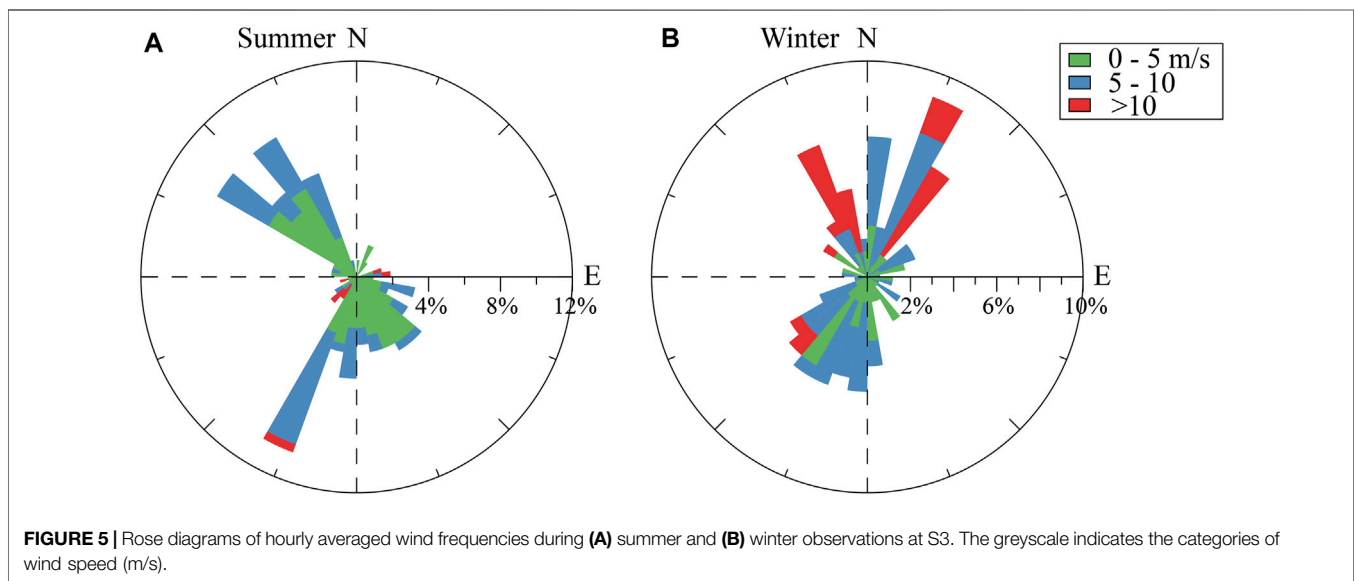 A Summer N
B Winter N
0 - 5 m/s
5 - 10
>10
E
4% 8% 12%
E
2% 6% 10%
FIGURE 5 | Rose diagrams of hourly averaged wind frequencies during (A) summer and (B) winter observations at S3. The greyscale indicates the categories of
wind speed (m/s).